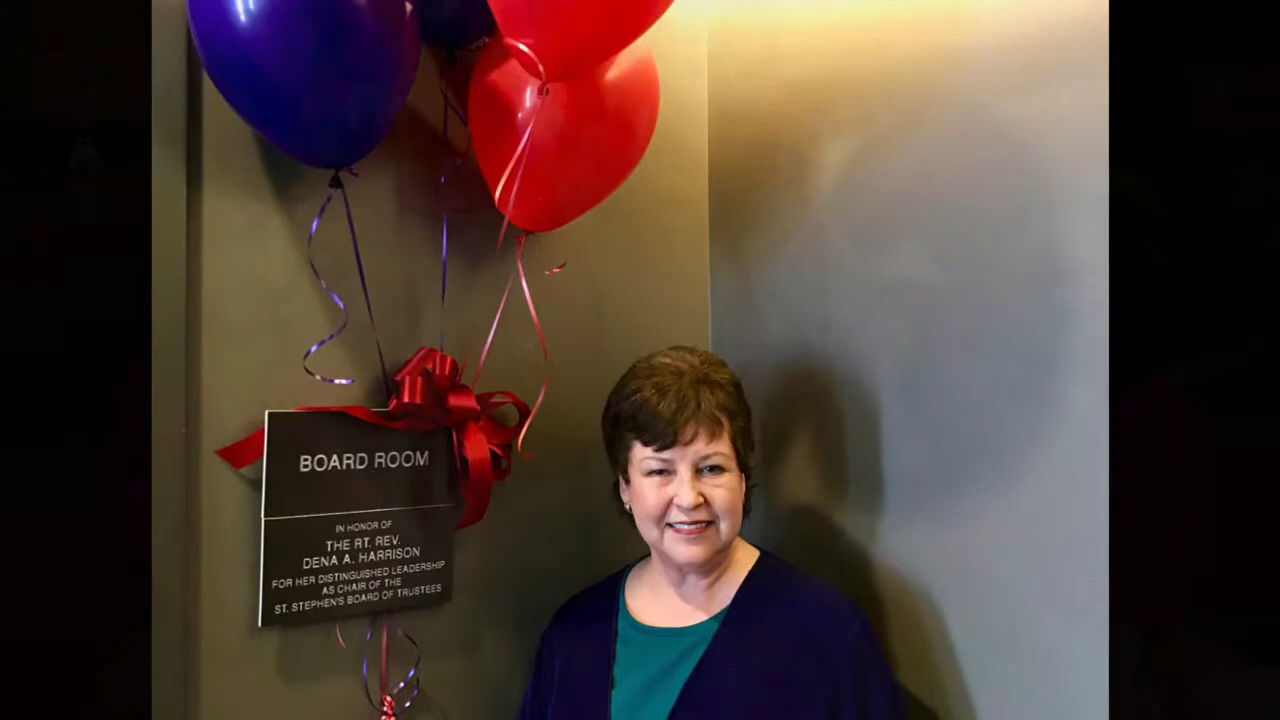 BOARD ROOM
IN HONOR OF
THE RT. REV.
DENA A. HARRISON
FOR HER DISTINGUISHED LEADERSHIP
AS CHAIR OF THE
ST. STEPHEN'S BOARD OF TRUSTEES